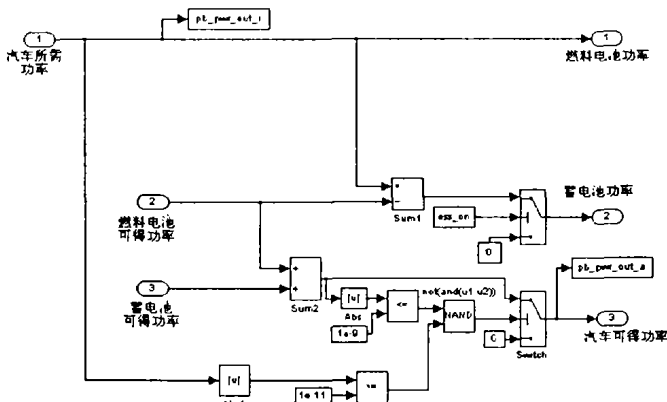 1
汽车所需
功率
pb_pwr_out_r
1
燃料电池功率
2
燃料电池
可得功率
+
-
Sum1
ess_on
0
蓄电池功率
2
3
蓄电池
可得功率
+
+
Sum2
|u|
Abs
1e-9
<=
not(and(u1 u2))
NAND
0
Switch
pb_pwr_out_a
3
汽车可得功率
|u|
1e-11